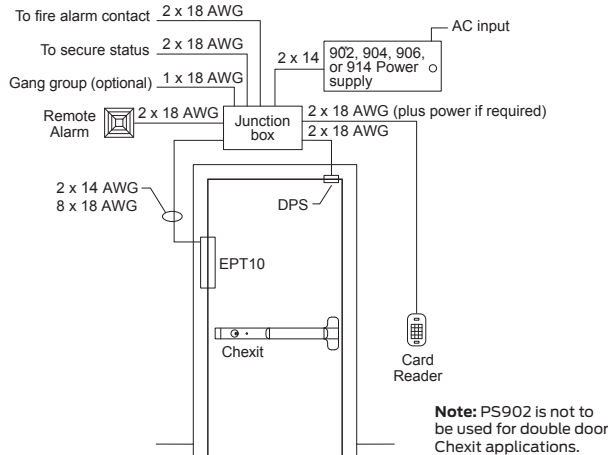 To fire alarm contact
2 x 18 AWG
To secure status
2 x 18 AWG
Gang group (optional)
1 x 18 AWG
Remote
Alarm
2 x 18 AWG
Junction
box
2 x 14
902, 904, 906,
or 914 Power
supply
AC input
2 x 18 AWG (plus power if required)
2 x 18 AWG
2 x 14 AWG
8 x 18 AWG
DPS
EPT10
Chexit
Card
Reader
Note: PS902 is not to
be used for double door
Chexit applications.